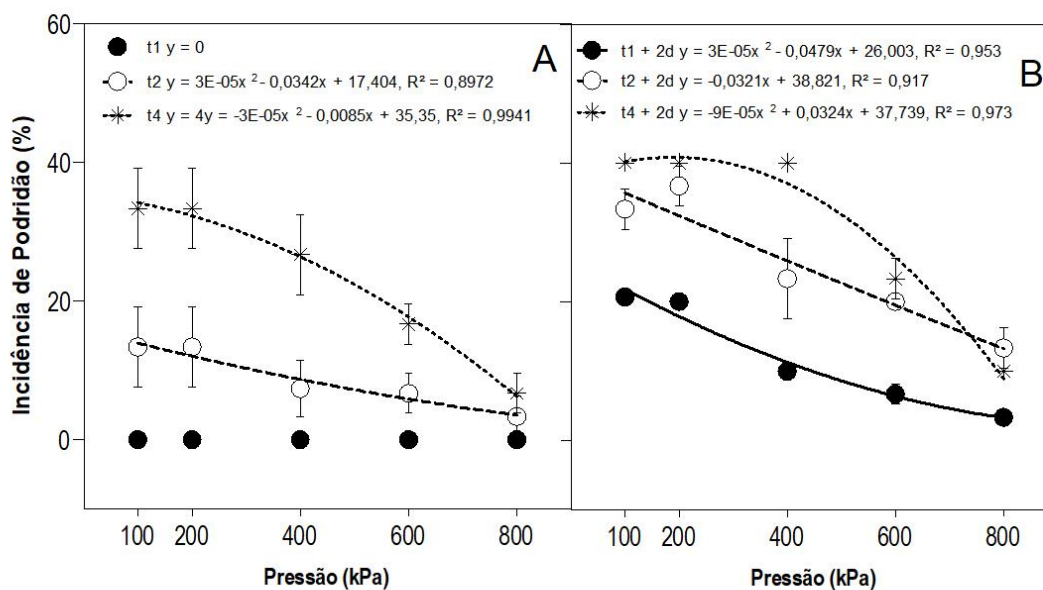 Incidência de Podridão (%)
60
40
20
0
A
t1 y = 0
t2 y = 3E-05x ² - 0,0342x + 17,404, R² = 0,8972
t4 y = 4y = -3E-05x ² - 0,0085x + 35,35, R² = 0,9941
100 200 400 600 800
Pressão (kPa)
B
t1 + 2d y = 3E-05x ² - 0,0479x + 26,003, R² = 0,953
t2 + 2d y = -0,0321x + 38,821, R² = 0,917
t4 + 2d y = -9E-05x ² + 0,0324x + 37,739, R² = 0,973
100 200 400 600 800
Pressão (kPa)